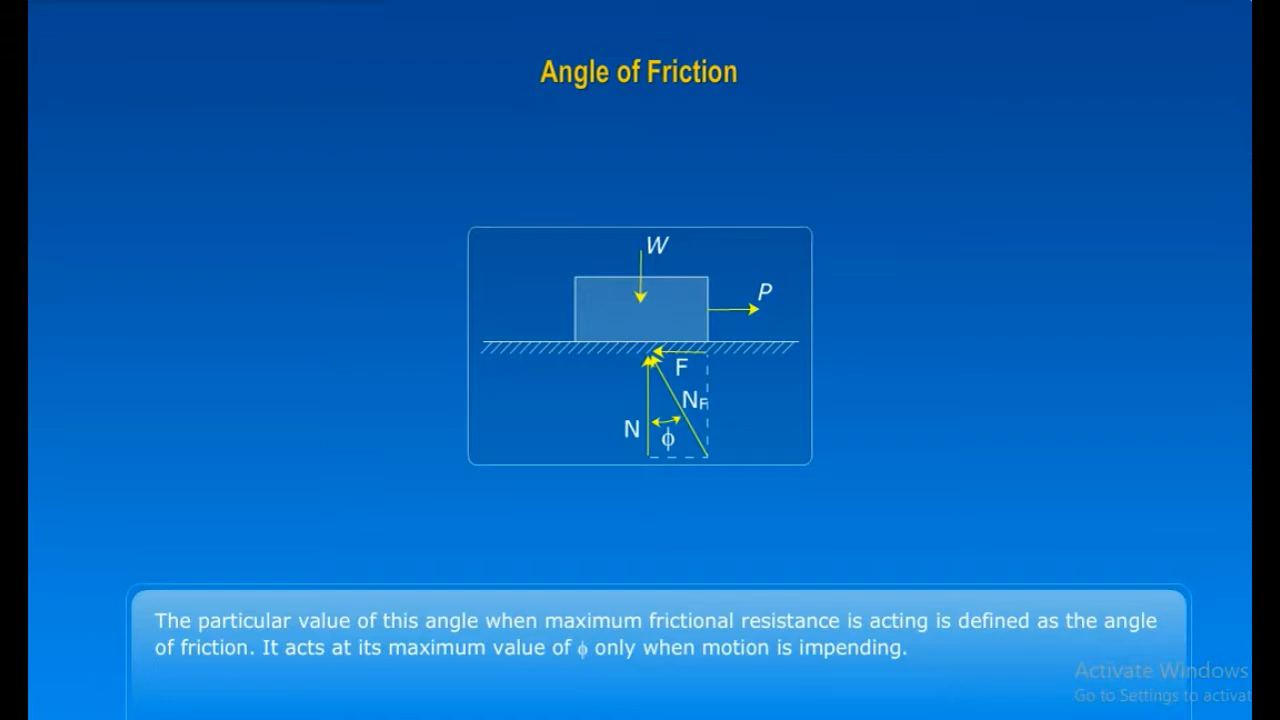 Angle of Friction
W
P
F
NF
N
ϕ
The particular value of this angle when maximum frictional resistance is acting is defined as the angle
of friction. It acts at its maximum value of ϕ only when motion is impending.
Activate Windows
Go to Settings to activat